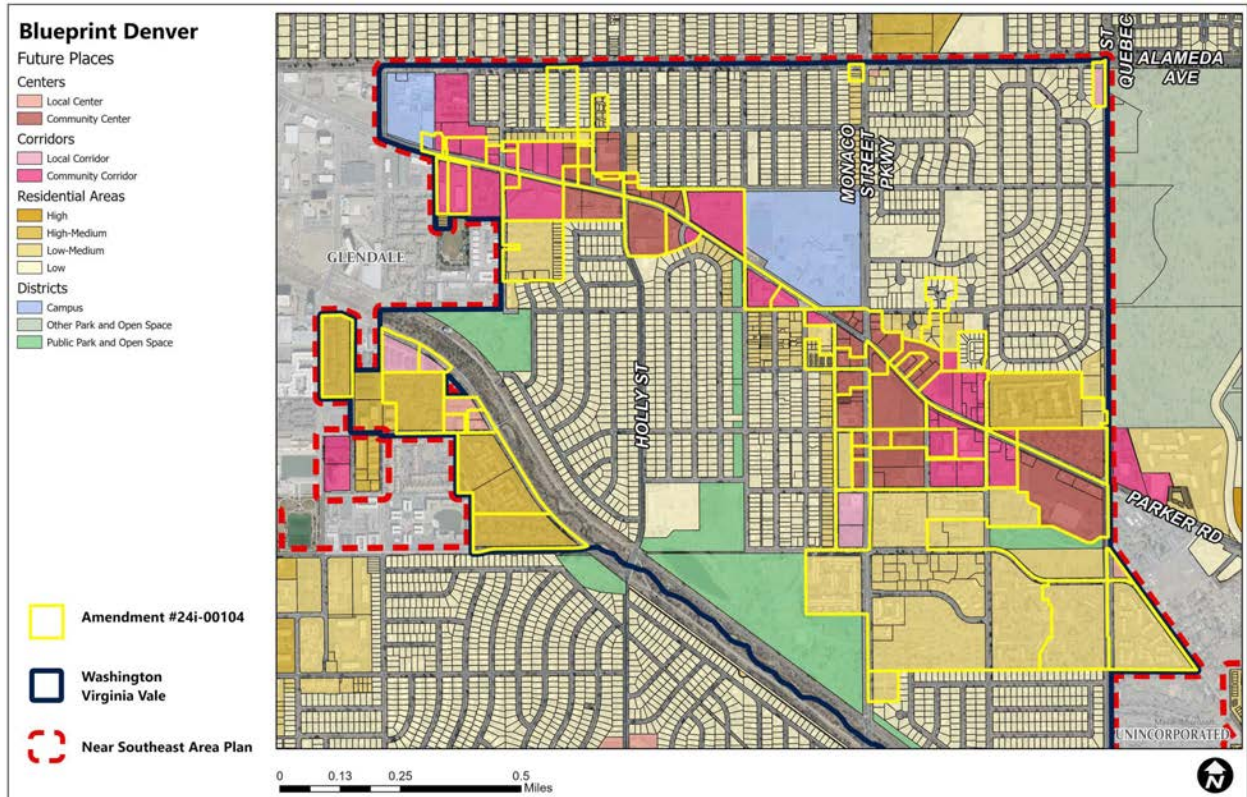 Blueprint Denver
Future Places
Centers
Local Center
Community Center
Corridors
Local Corridor
Community Corridor
Residential Areas
High
High-Medium
Low-Medium
Low
Districts
Campus
Other Park and Open Space
Public Park and Open Space
Amendment #24i-00104
Washington
Virginia Vale
Near Southeast Area Plan
QUEBEC
ST
ALAMEDA
AVE
MONACO
STREET
PKWY
GLENDALE
HOLLY ST
PARKER RD
UNINCORPORATED
0 0.13 0.25 0.5
Miles
N